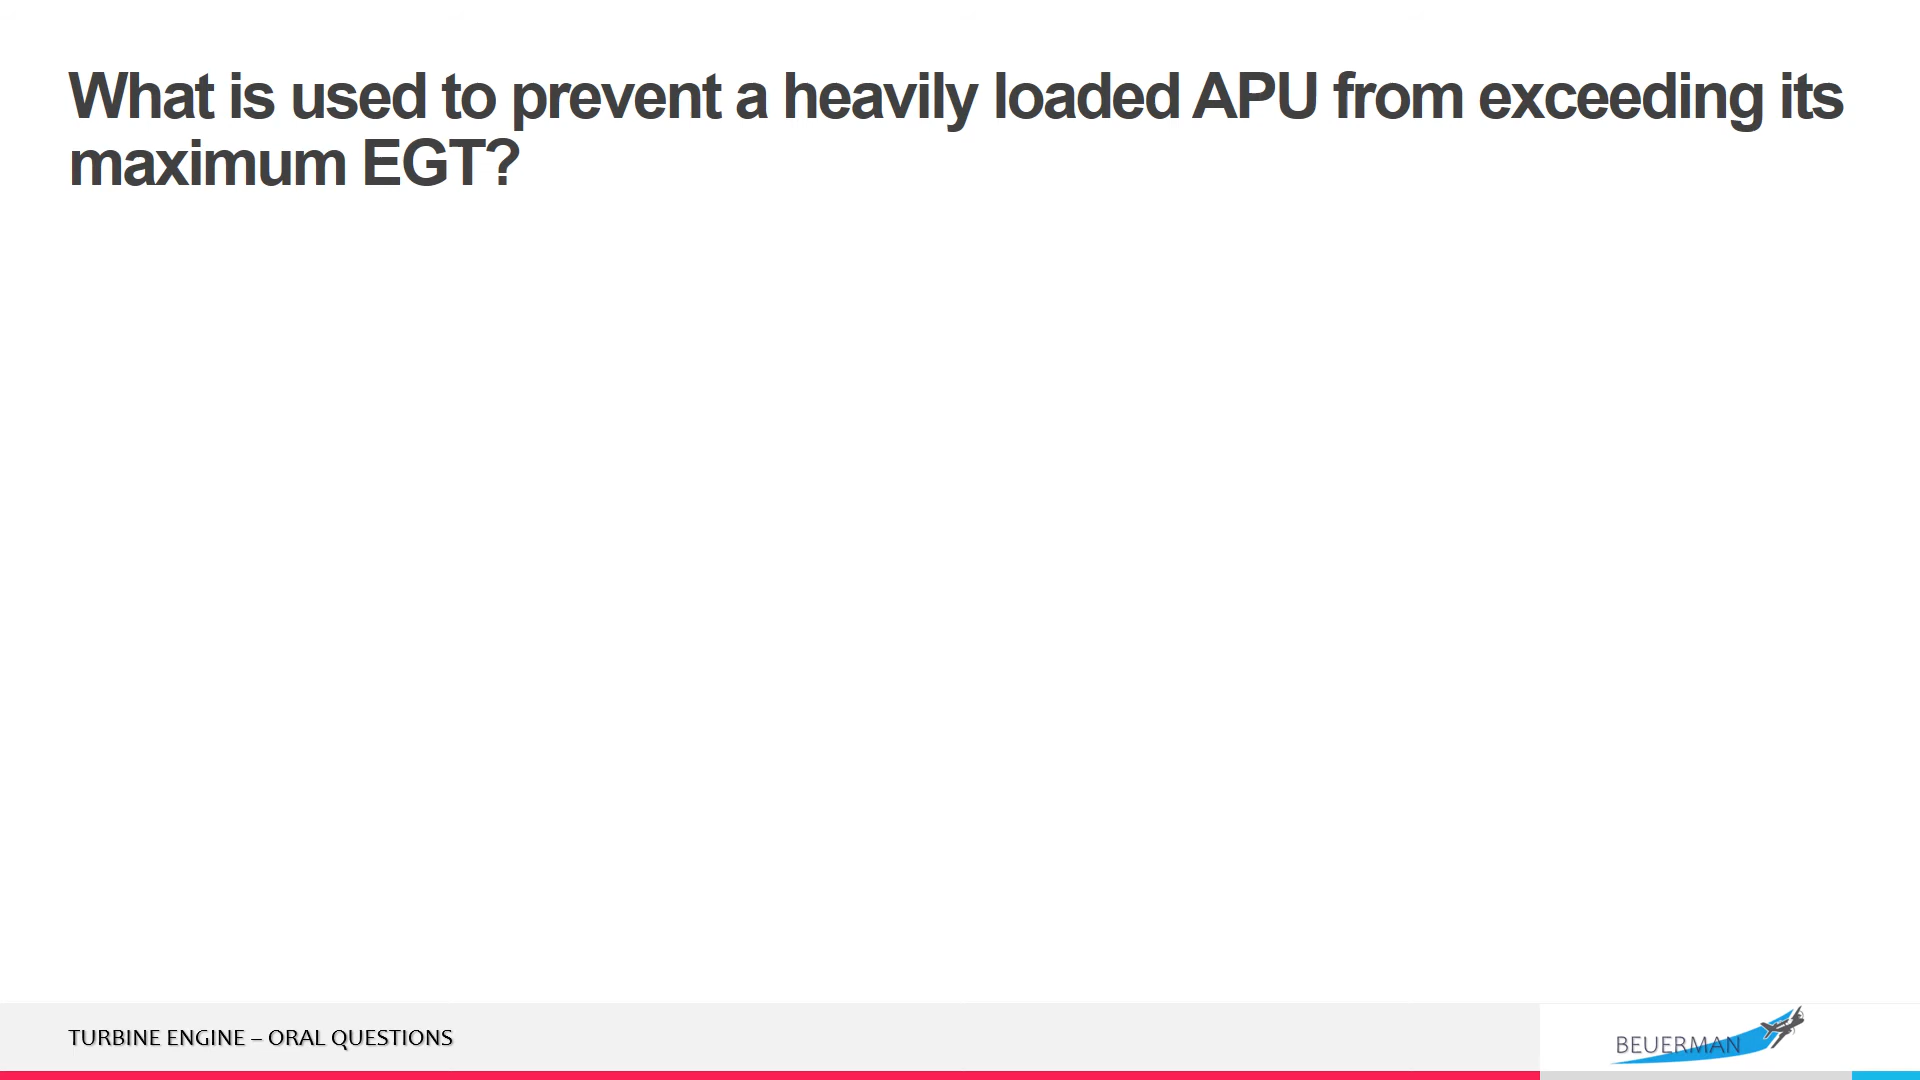 What is used to prevent a heavily loaded APU from exceeding its
maximum EGT?
TURBINE ENGINE – ORAL QUESTIONS
BEUERMAN